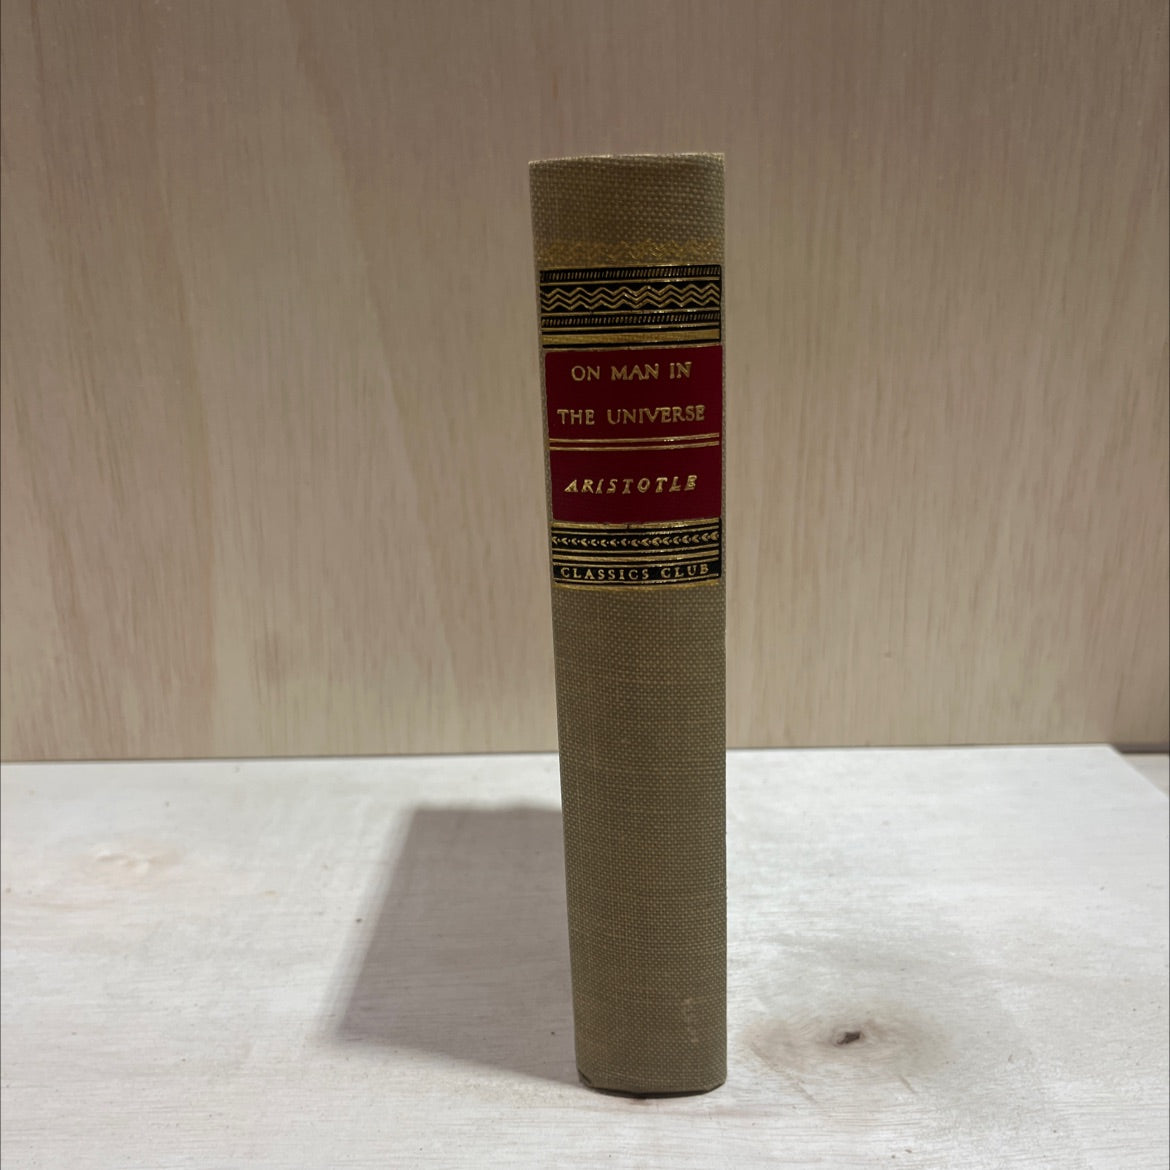 ON MAN IN
THE UNIVERSE
ARISTOTLE
CLASSICS CLUB